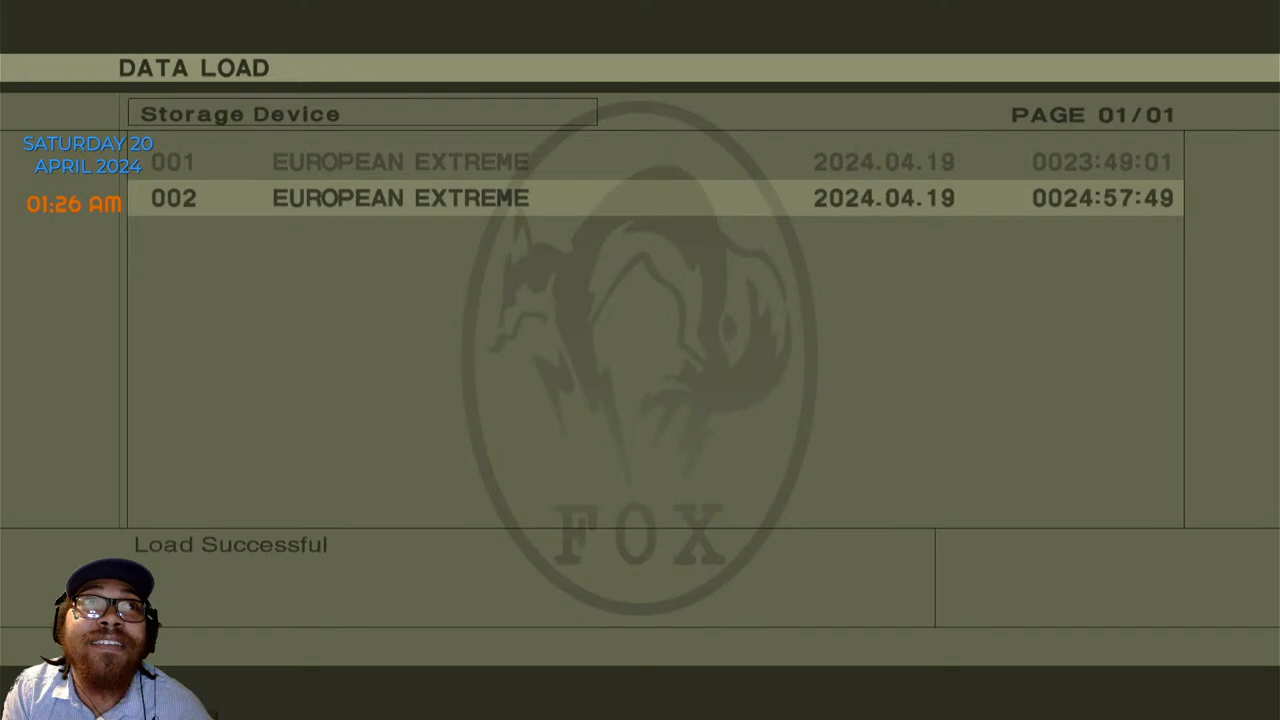 DATA LOAD
Storage Device
PAGE 01/01
SATURDAY 20
APRIL 2024
01:26 AM
001 EUROPEAN EXTREME 2024.04.19 0023:49:01
002 EUROPEAN EXTREME 2024.04.19 0024:57:49
FOX
Load Successful